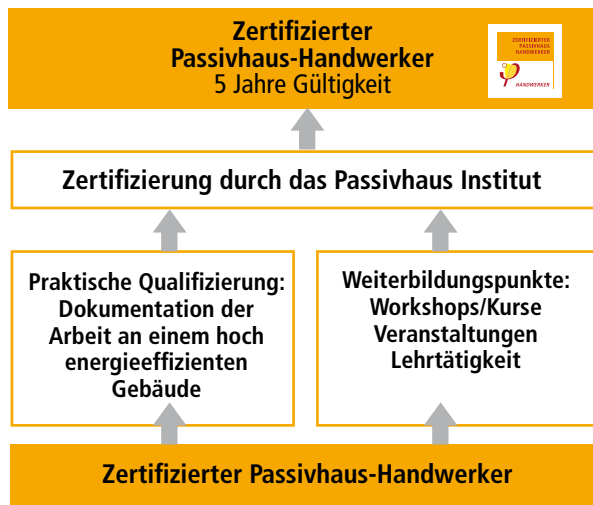 Zertifizierter
Passivhaus-Handwerker
5 Jahre Gültigkeit
ZERTIFIZIERTER
PASSIVHAUS
HANDWERKER
HANDWERKER
Zertifizierung durch das Passivhaus Institut
Praktische Qualifizierung:
Dokumentation der
Arbeit an einem hoch
energieeffizienten
Gebäude
Weiterbildungspunkte:
Workshops/Kurse
Veranstaltungen
Lehrtätigkeit
Zertifizierter Passivhaus-Handwerker